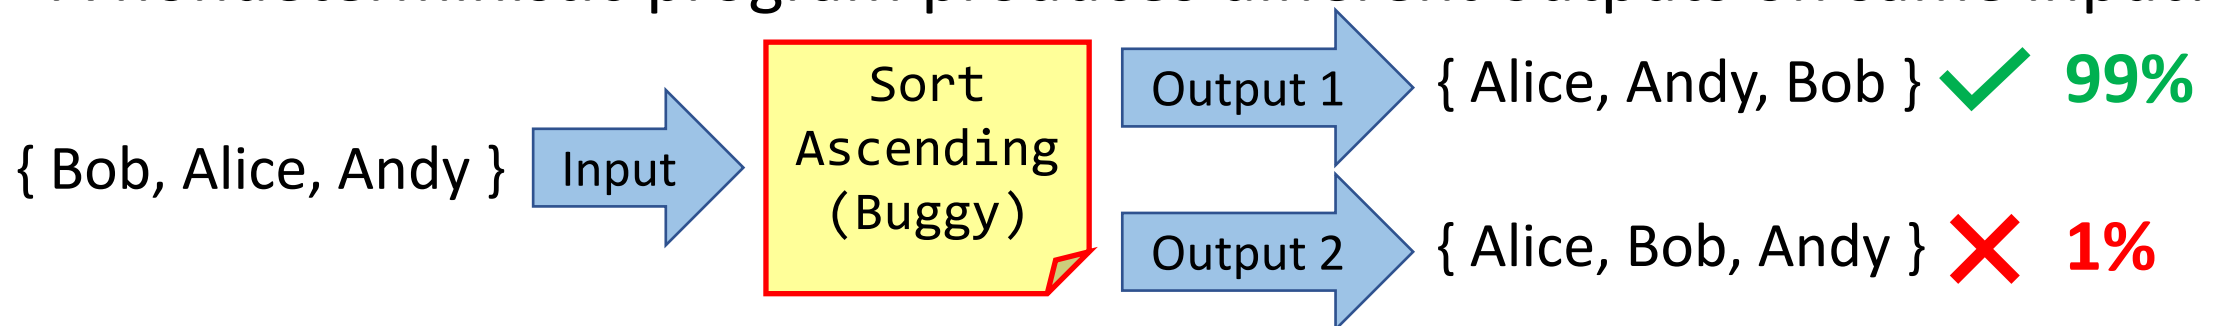 { Bob, Alice, Andy }
Input
Sort
Ascending
(Buggy)
Output 1
{ Alice, Andy, Bob }
99%
Output 2
{ Alice, Bob, Andy }
1%